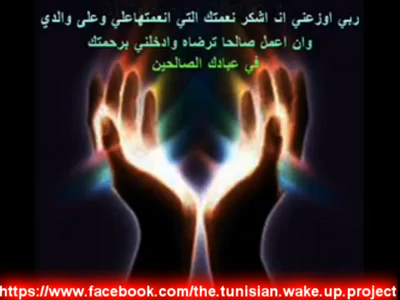 ربي اوزعني ان اشكر نعمتك التي انعمتهاعلي وعلى والدي
وان اعمل صالحا ترضاه وادخلني برحمتك
في عبادك الصالحين
https://www.facebook.com/the.tunisian.wake.up.project